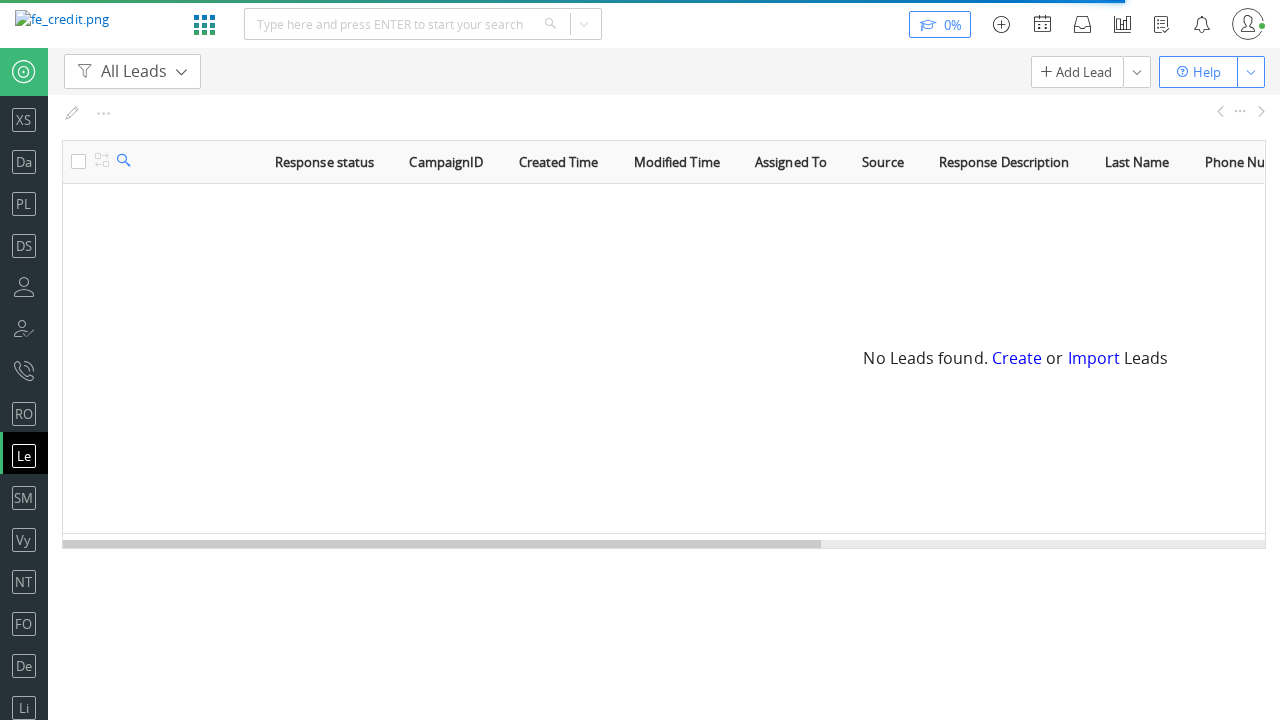 fe_credit.png
Type here and press ENTER to start your search
0%
All Leads
Add Lead
Help
Response status CampaignID Created Time Modified Time Assigned To Source Response Description Last Name Phone Nu
No Leads found. Create or Import Leads
XS
Da
PL
DS
RO
Le
SM
Vy
NT
FO
De
Li